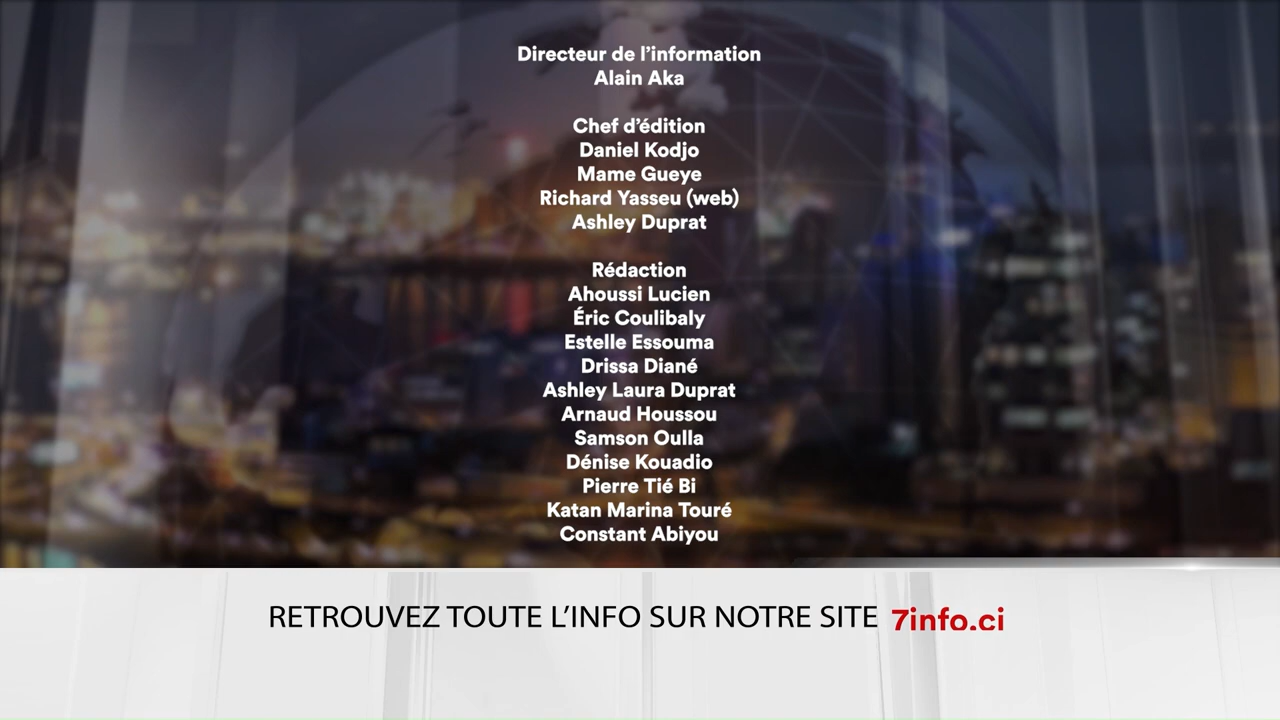 Directeur de l’information
Alain Aka
Chef d’édition
Daniel Kodjo
Mame Gueye
Richard Yasseu (web)
Ashley Duprat
Rédaction
Ahoussi Lucien
Éric Coulibaly
Estelle Essouma
Drissa Diané
Ashley Laura Duprat
Arnaud Houssou
Samson Oulla
Dénise Kouadio
Pierre Tié Bi
Katan Marina Touré
Constant Abiyou
RETROUVEZ TOUTE L’INFO SUR NOTRE SITE 7info.ci